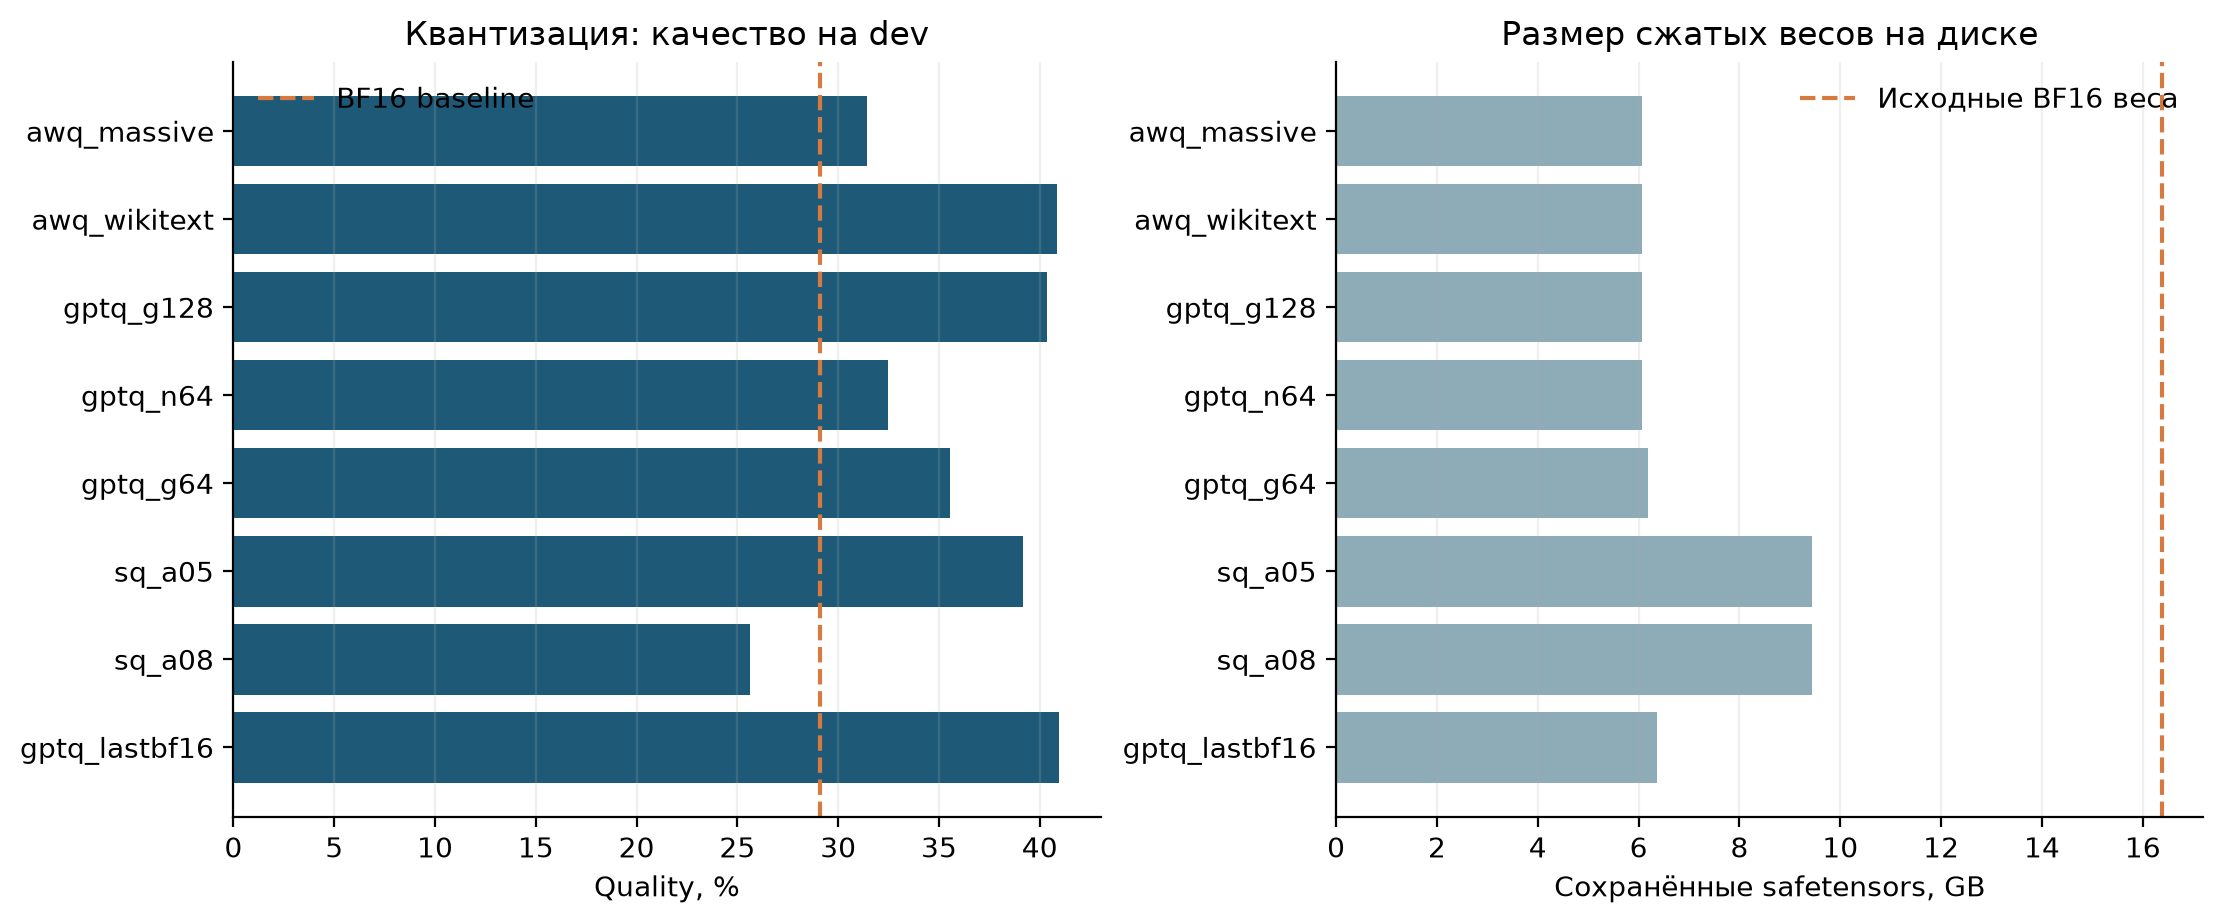 Квантизация: качество на dev
BF16 baseline
awq_massive
awq_wikitext
gptq_g128
gptq_n64
gptq_g64
sq_a05
sq_a08
gptq_lastbf16
0 5 10 15 20 25 30 35 40
Quality, %
Размер сжатых весов на диске
Исходные BF16 веса
awq_massive
awq_wikitext
gptq_g128
gptq_n64
gptq_g64
sq_a05
sq_a08
gptq_lastbf16
0 2 4 6 8 10 12 14 16
Сохранённые safetensors, GB